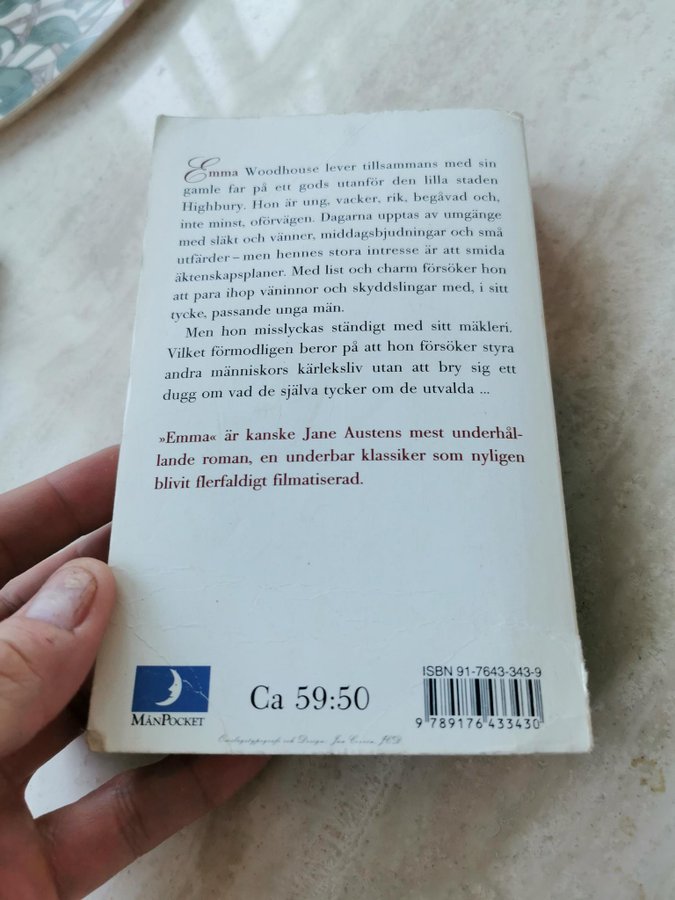 Emma Woodhouse lever tillsammans med sin
gamle far på ett gods utanför den lilla staden
Highbury. Hon är ung, vacker, rik, begåvad och,
inte minst, oförvägen. Dagarna upptas av umgänge
med släkt och vänner, middagsbjudningar och små
utfärder – men hennes stora intresse är att smida
äktenskapsplaner. Med list och charm försöker hon
att para ihop väninnor och skyddslingar med, i sitt
tycke, passande unga män.
Men hon misslyckas ständigt med sitt mäkleri.
Vilket förmodligen beror på att hon försöker styra
andra människors kärleksliv utan att bry sig ett
dugg om vad de själva tycker om de utvalda ...
»Emma« är kanske Jane Austens mest underhål-
lande roman, en underbar klassiker som nyligen
blivit flerfaldigt filmatiserad.
MånPocket
Ca 59:50
ISBN 91-7643-343-9
9 789176 433430
Omslagstypografi och Design: Jan